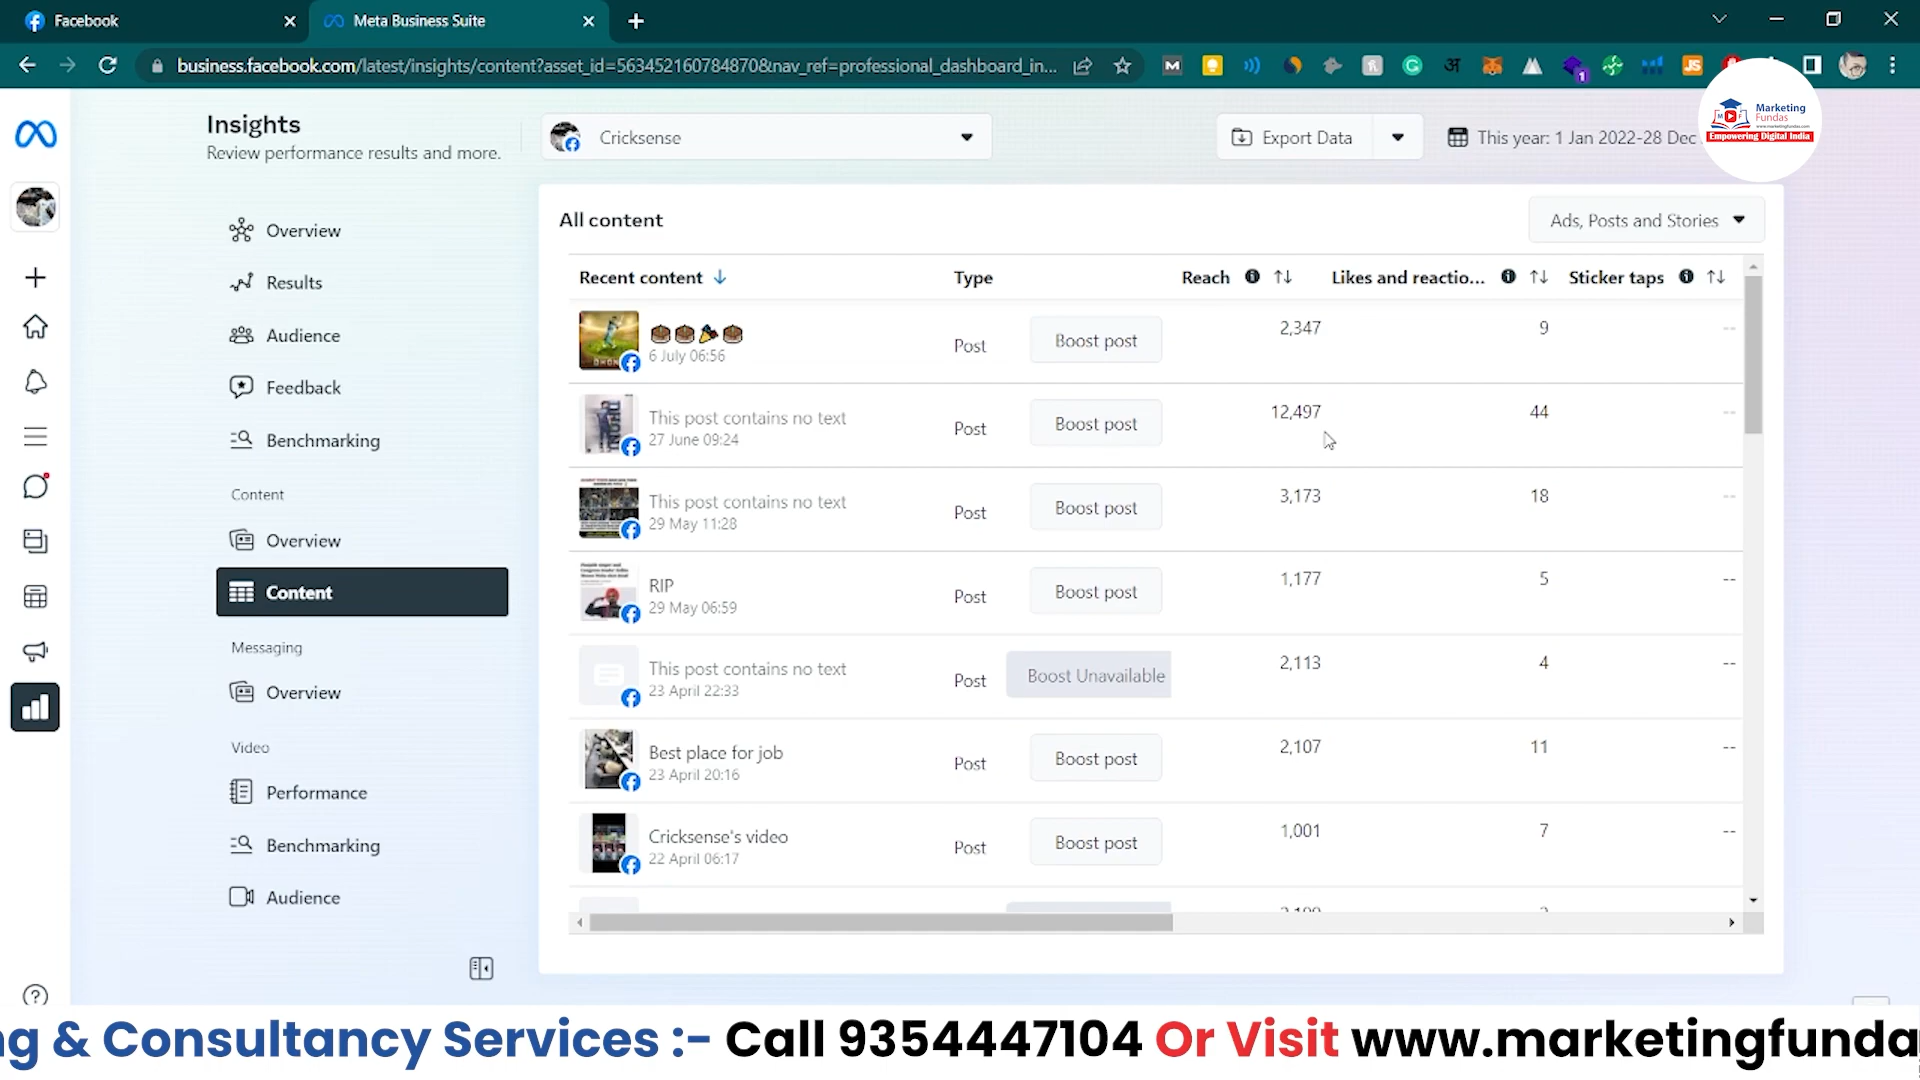 Facebook
Meta Business Suite
business.facebook.com/latest/insights/content?asset_id=563452160784870&nav_ref=professional_dashboard_in...
Marketing
Fundas
www.marketingfundas.com
Empowering Digital India
Insights
Review performance results and more.
Cricksense
Export Data
This year: 1 Jan 2022-28 Dec
Overview
Results
Audience
Feedback
Benchmarking
Content
Overview
Content
Messaging
Overview
Video
Performance
Benchmarking
Audience
All content
Ads, Posts and Stories
Recent content Type Reach Likes and reactio... Sticker taps
6 July 06:56 Post Boost post 2,347 9 --
This post contains no text
27 June 09:24 Post Boost post 12,497 44 --
This post contains no text
29 May 11:28 Post Boost post 3,173 18 --
RIP
29 May 06:59 Post Boost post 1,177 5 --
This post contains no text
23 April 22:33 Post Boost Unavailable 2,113 4 --
Best place for job
23 April 20:16 Post Boost post 2,107 11 --
Cricksense's video
22 April 06:17 Post Boost post 1,001 7 --
ng & Consultancy Services :- Call 9354447104 Or Visit www.marketingfunda